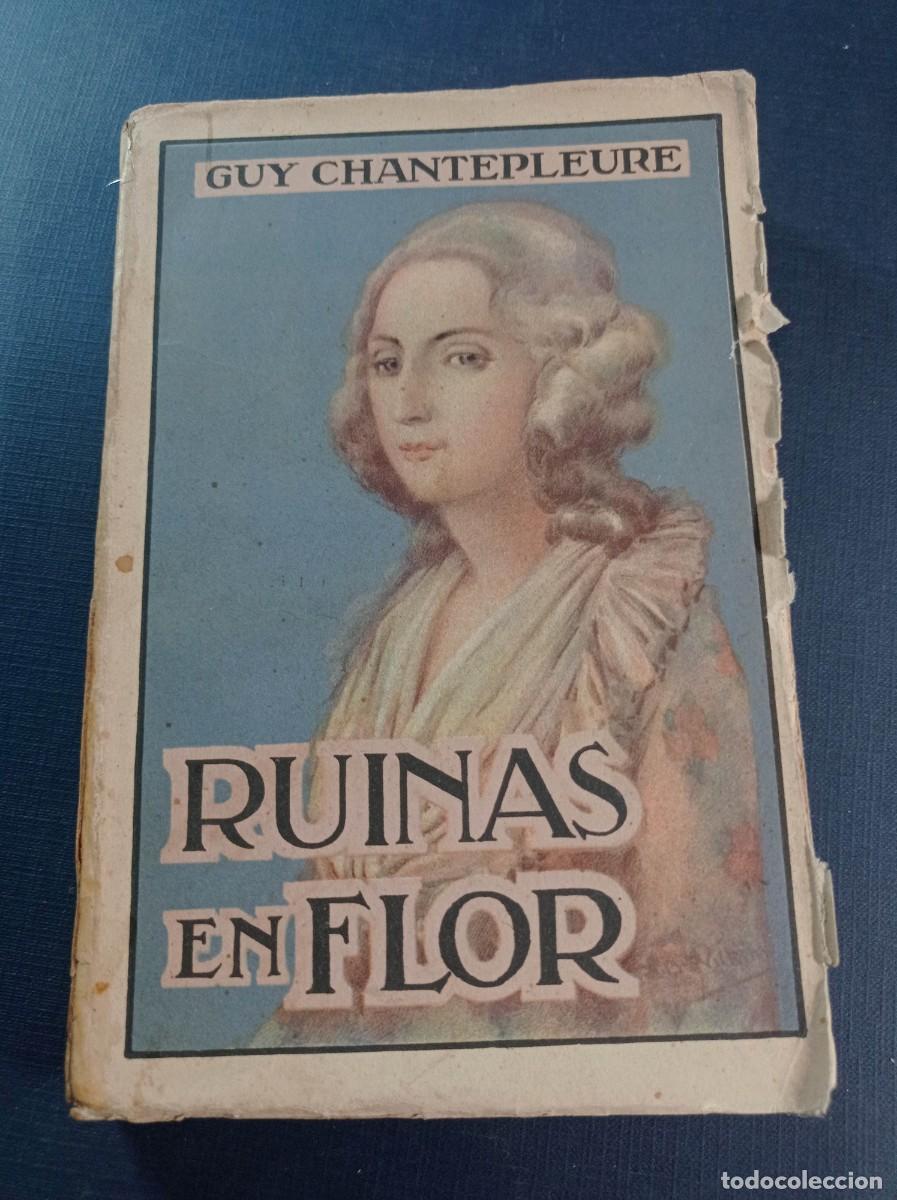 GUY CHANTEPLEURE
RUINAS
EN FLOR
todocoleccion